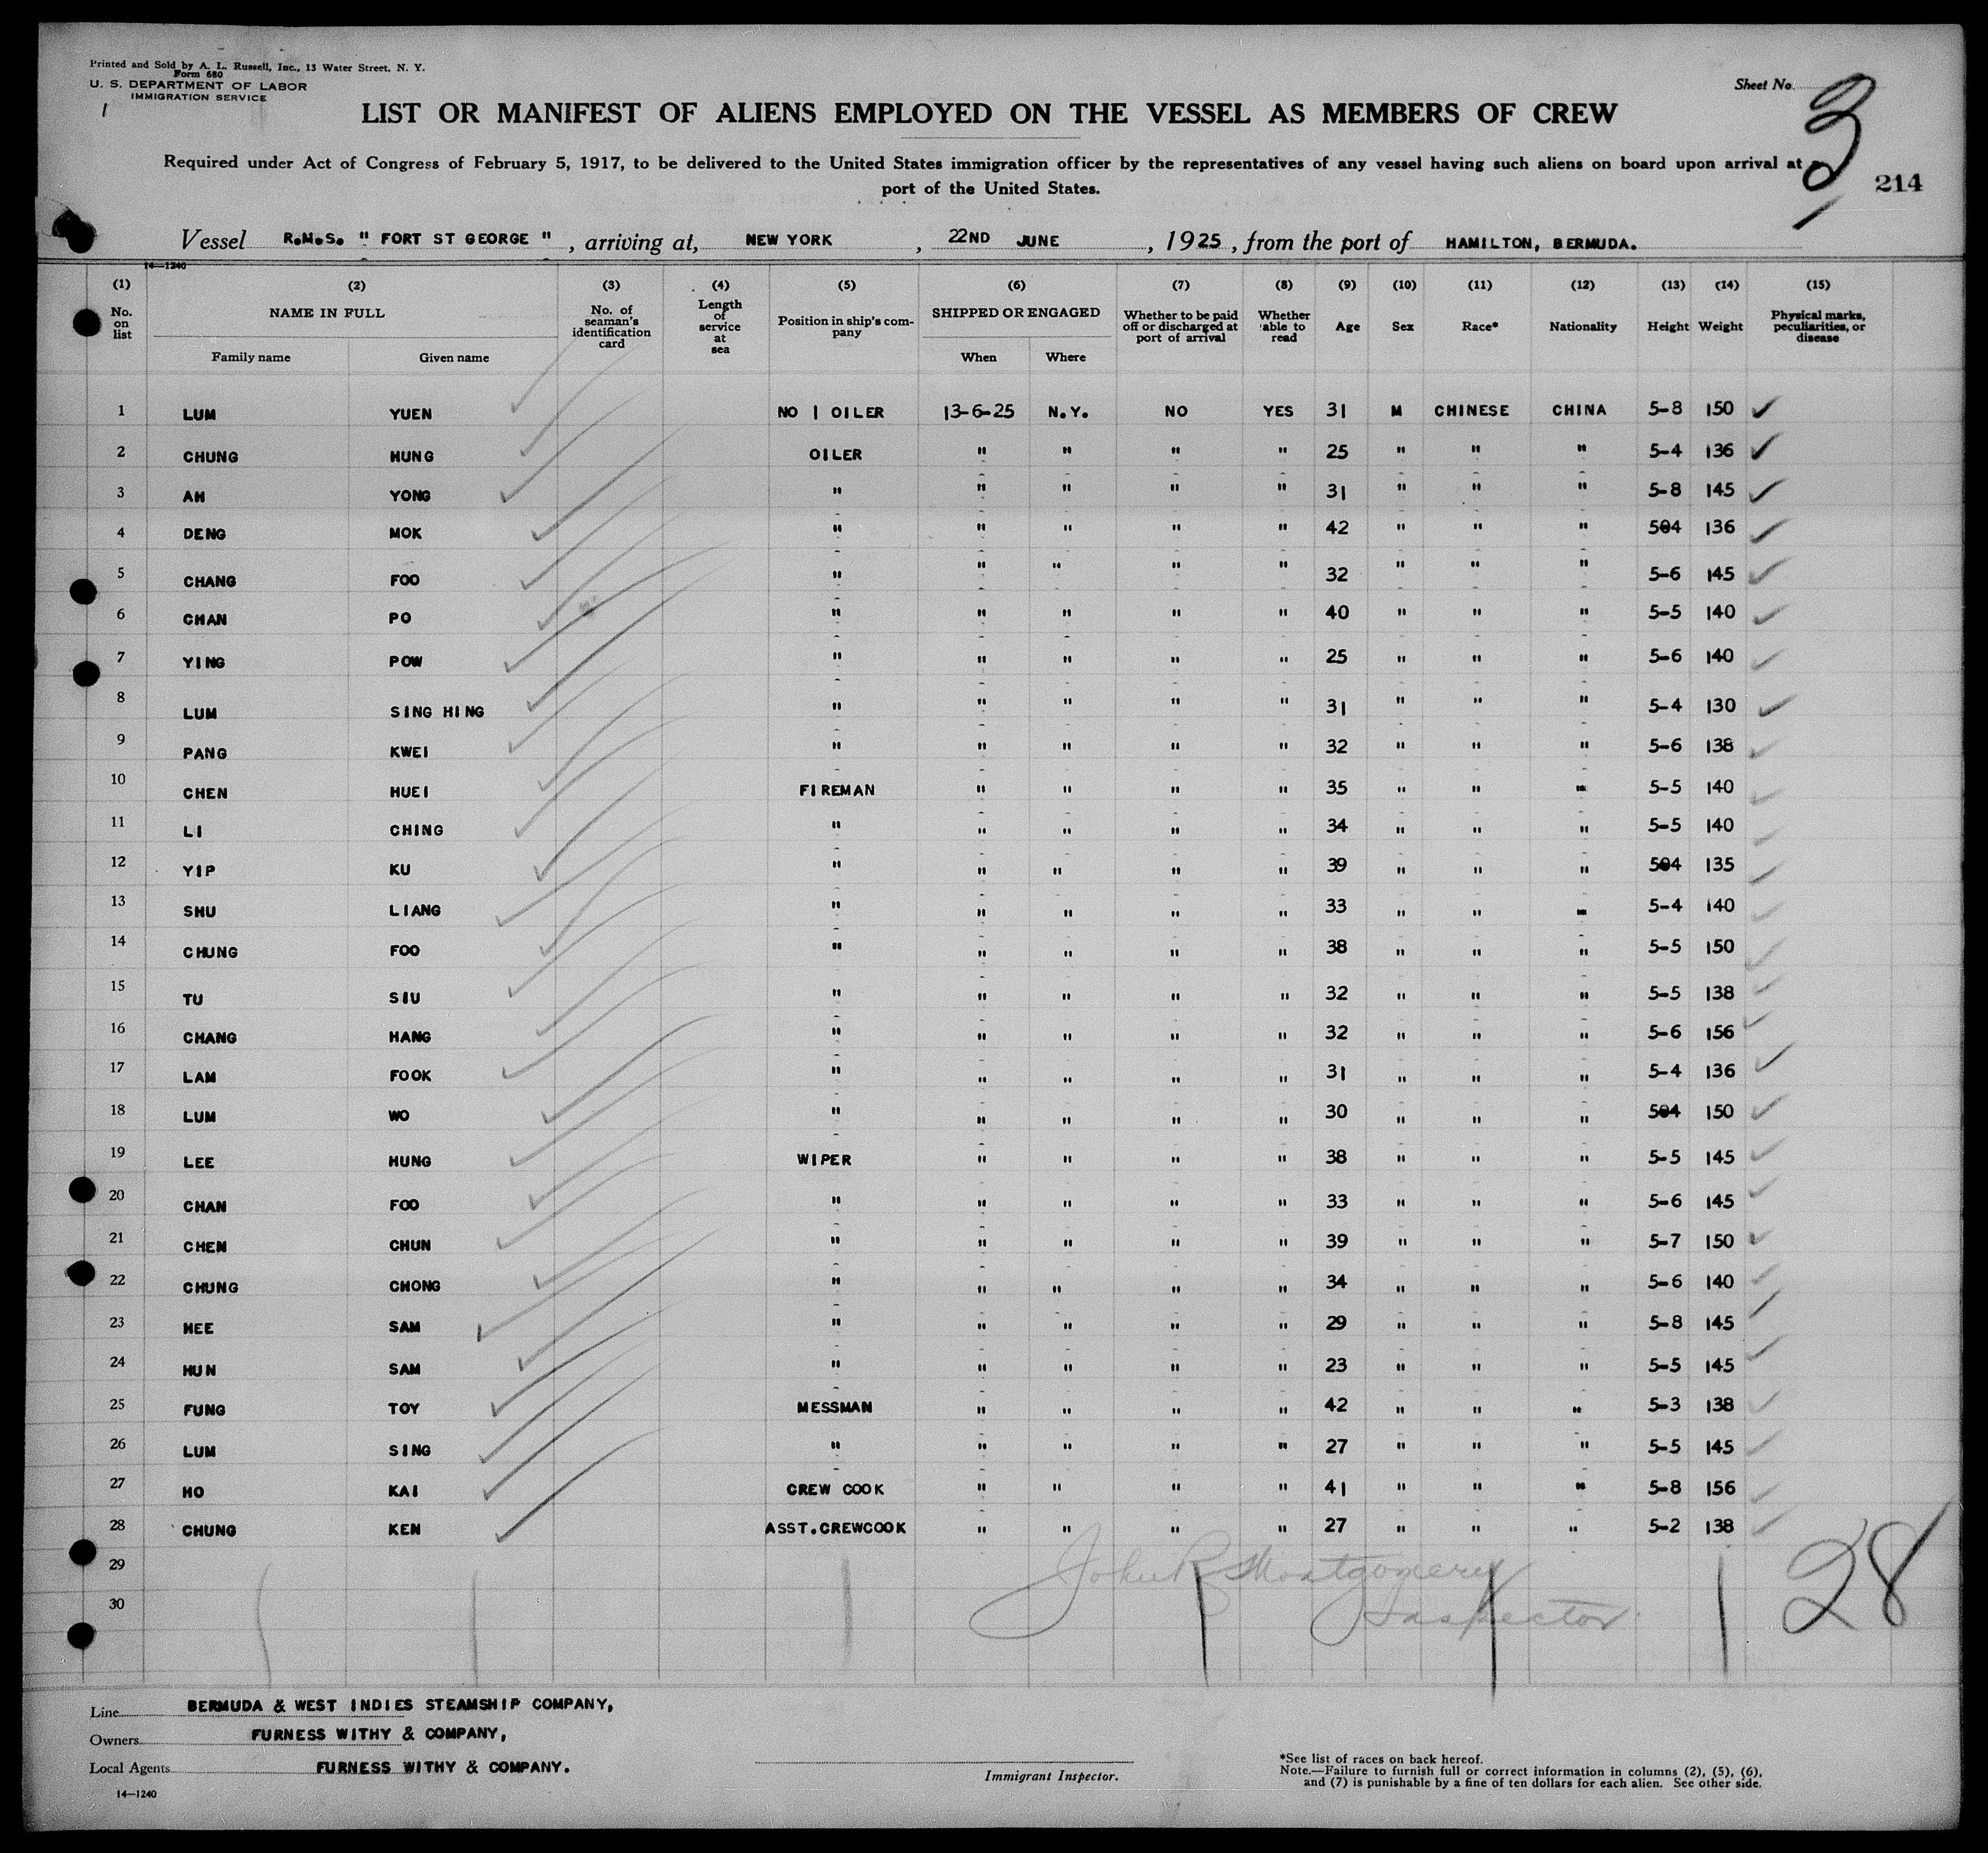 Printed and Sold by A. L. Russell, Inc., 13 Water Street, N. Y.
Form 680
U. S. DEPARTMENT OF LABOR
IMMIGRATION SERVICE
1
Sheet No. 3
LIST OR MANIFEST OF ALIENS EMPLOYED ON THE VESSEL AS MEMBERS OF CREW
Required under Act of Congress of February 5, 1917, to be delivered to the United States immigration officer by the representatives of any vessel having such aliens on board upon arrival at a
port of the United States.
214
Vessel R.M.S. " FORT ST GEORGE ", arriving at, NEW YORK, 22ND JUNE, 1925, from the port of HAMILTON, BERMUDA.
14—1240
(1) (2) (3) (4) (5) (6) (7) (8) (9) (10) (11) (12) (13) (14) (15)
No. on list NAME IN FULL No. of seaman's identification card Length of service at sea Position in ship's company SHIPPED OR ENGAGED Whether to be paid off or discharged at port of arrival Whether able to read Age Sex Race* Nationality Height Weight Physical marks, peculiarities, or disease
Family name Given name When Where
1 LUM YUEN NO 1 OILER 13-6-25 N.Y. NO YES 31 M CHINESE CHINA 5-8 150
2 CHUNG HUNG OILER " " " " 25 " " " 5-4 136
3 AH YONG " " " " " 31 " " " 5-8 145
4 DENG MOK " " " " " 42 " " " 504 136
5 CHANG FOO " " " " " 32 " " " 5-6 145
6 CHAN PO " " " " " 40 " " " 5-5 140
7 YING POW " " " " " 25 " " " 5-6 140
8 LUM SING HING " " " " " 31 " " " 5-4 130
9 PANG KWEI " " " " " 32 " " " 5-6 138
10 CHEN HUEI FIREMAN " " " " 35 " " " 5-5 140
11 LI CHING " " " " " 34 " " " 5-5 140
12 YIP KU " " " " " 39 " " " 504 135
13 SHU LIANG " " " " " 33 " " " 5-4 140
14 CHUNG FOO " " " " " 38 " " " 5-5 150
15 TU SIU " " " " " 32 " " " 5-5 138
16 CHANG HANG " " " " " 32 " " " 5-6 156
17 LAM FOOK " " " " " 31 " " " 5-4 136
18 LUM WO " " " " " 30 " " " 504 150
19 LEE HUNG WIPER " " " " 38 " " " 5-5 145
20 CHAN FOO " " " " " 33 " " " 5-6 145
21 CHEN CHUN " " " " " 39 " " " 5-7 150
22 CHUNG CHONG " " " " " 34 " " " 5-6 140
23 HEE SAM " " " " " 29 " " " 5-8 145
24 HUN SAM " " " " " 23 " " " 5-5 145
25 FUNG TOY MESSMAN " " " " 42 " " " 5-3 138
26 LUM SING " " " " " 27 " " " 5-5 145
27 HO KAI CREW COOK " " " " 41 " " " 5-8 156
28 CHUNG KEN ASST.CREWCOOK " " " " 27 " " " 5-2 138
29
30
John R Montgomery
Inspector
28
Line BERMUDA & WEST INDIES STEAMSHIP COMPANY,
Owners FURNESS WITHY & COMPANY,
Local Agents FURNESS WITHY & COMPANY.
14—1240
Immigrant Inspector.
*See list of races on back hereof.
Note.—Failure to furnish full or correct information in columns (2), (5), (6),
and (7) is punishable by a fine of ten dollars for each alien. See other side.